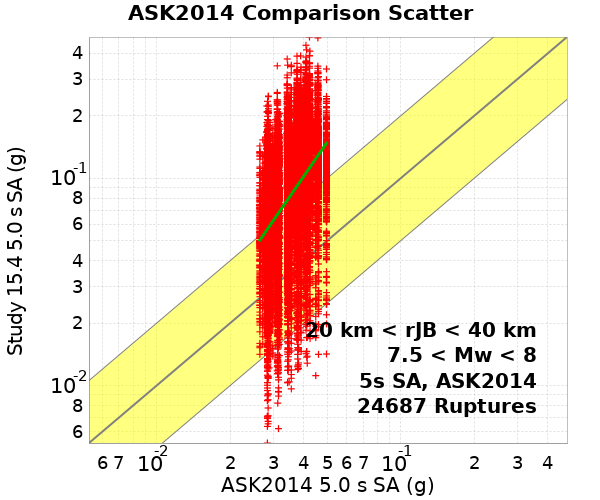 ASK2014 Comparison Scatter
Study 15.4 5.0 s SA (g)
4
3
2
10-1
8
6
4
3
2
10-2
8
6
20 km < rJB < 40 km
7.5 < Mw < 8
5s SA, ASK2014
24687 Ruptures
6 7 10-2 2 3 4 5 6 7 10-1 2 3 4
ASK2014 5.0 s SA (g)